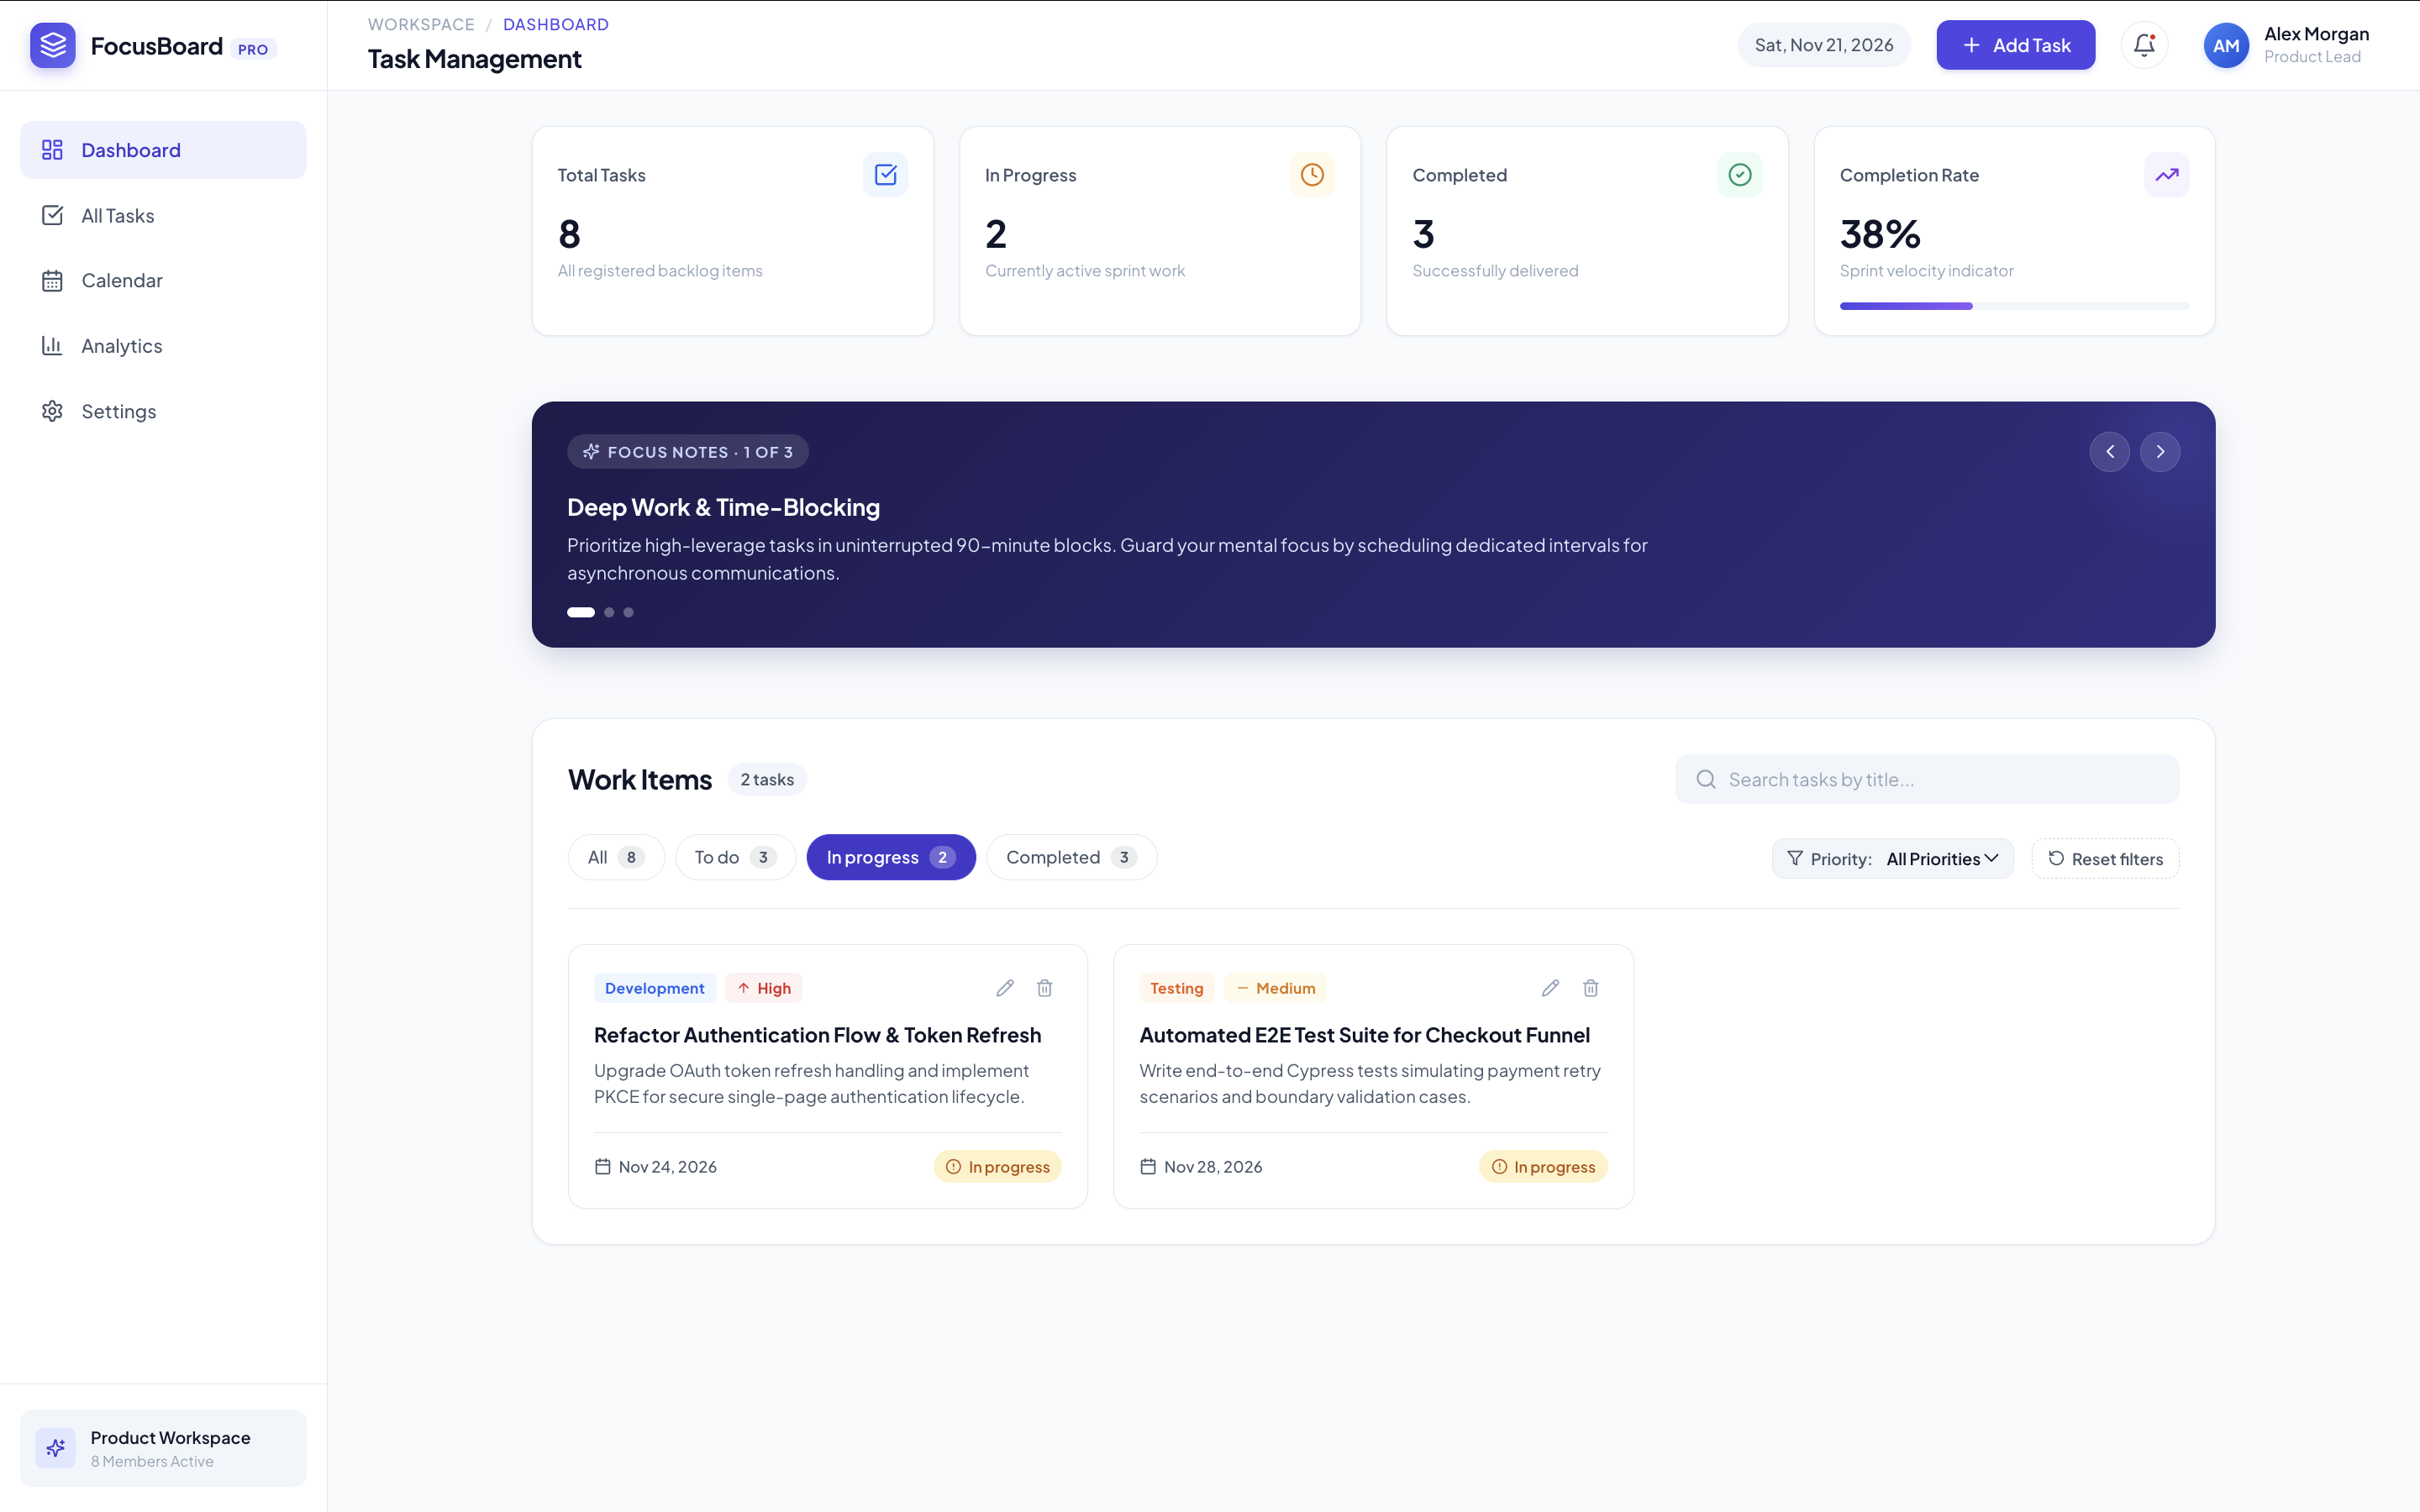 FocusBoard PRO
WORKSPACE / DASHBOARD
Task Management
Sat, Nov 21, 2026
Add Task
AM
Alex Morgan
Product Lead
Dashboard
All Tasks
Calendar
Analytics
Settings
Product Workspace
8 Members Active
Total Tasks
8
All registered backlog items
In Progress
2
Currently active sprint work
Completed
3
Successfully delivered
Completion Rate
38%
Sprint velocity indicator
FOCUS NOTES · 1 OF 3
Deep Work & Time-Blocking
Prioritize high-leverage tasks in uninterrupted 90-minute blocks. Guard your mental focus by scheduling dedicated intervals for
asynchronous communications.
Work Items 2 tasks
Search tasks by title...
All 8
To do 3
In progress 2
Completed 3
Priority: All Priorities
Reset filters
Development High
Refactor Authentication Flow & Token Refresh
Upgrade OAuth token refresh handling and implement
PKCE for secure single-page authentication lifecycle.
Nov 24, 2026 In progress
Testing Medium
Automated E2E Test Suite for Checkout Funnel
Write end-to-end Cypress tests simulating payment retry
scenarios and boundary validation cases.
Nov 28, 2026 In progress